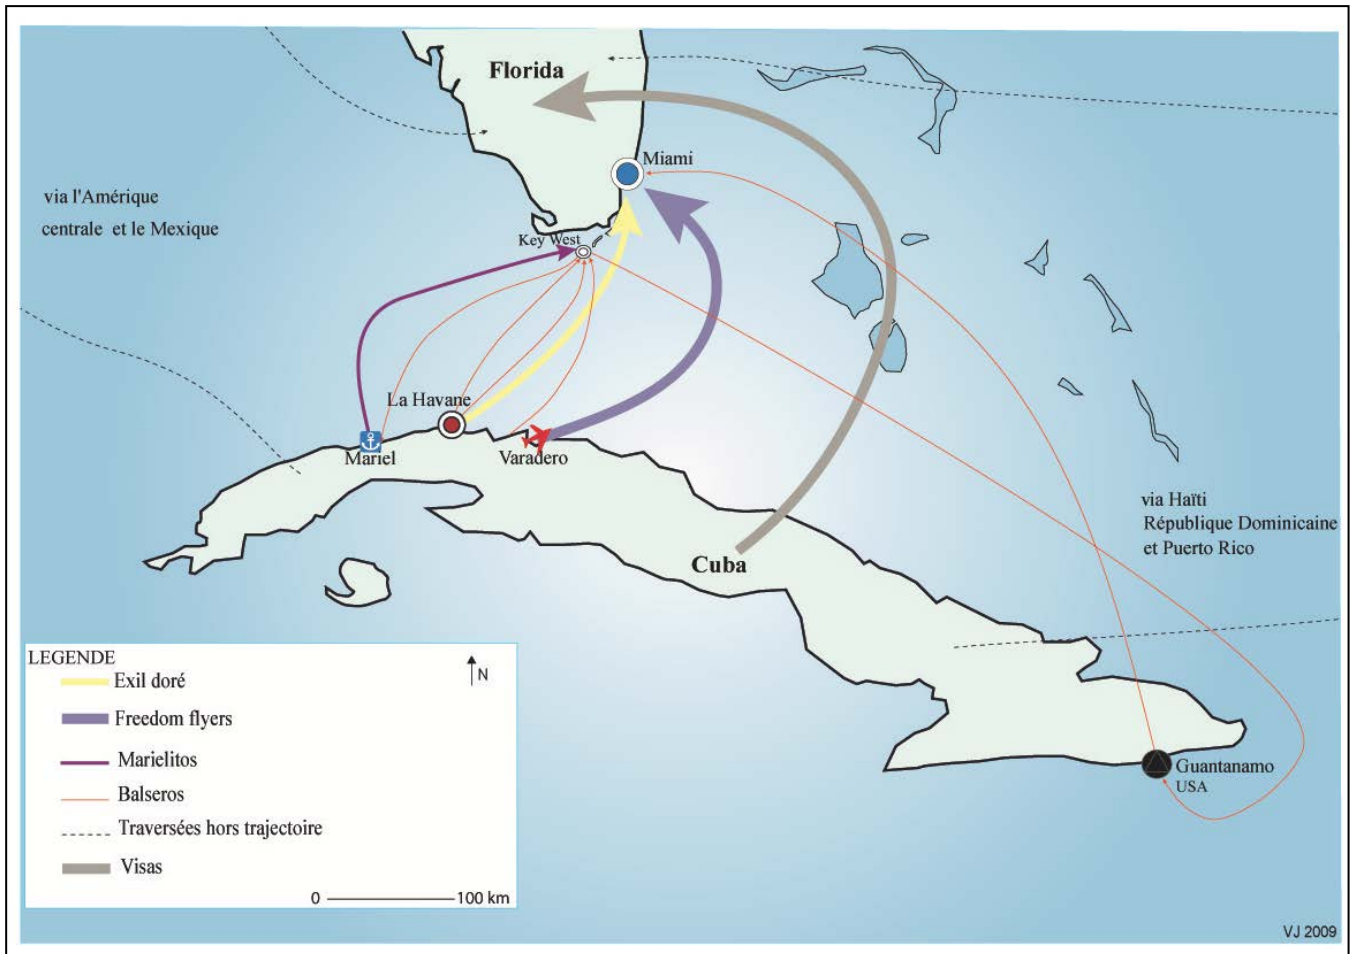 Florida
Miami
via l'Amérique
centrale et le Mexique
Key West
La Havane
Mariel
Varadero
via Haïti
République Dominicaine
et Puerto Rico
Cuba
Guantanamo
USA
LEGENDE
N
Exil doré
Freedom flyers
Marielitos
Balseros
Traversées hors trajectoire
Visas
0 100 km
VJ 2009